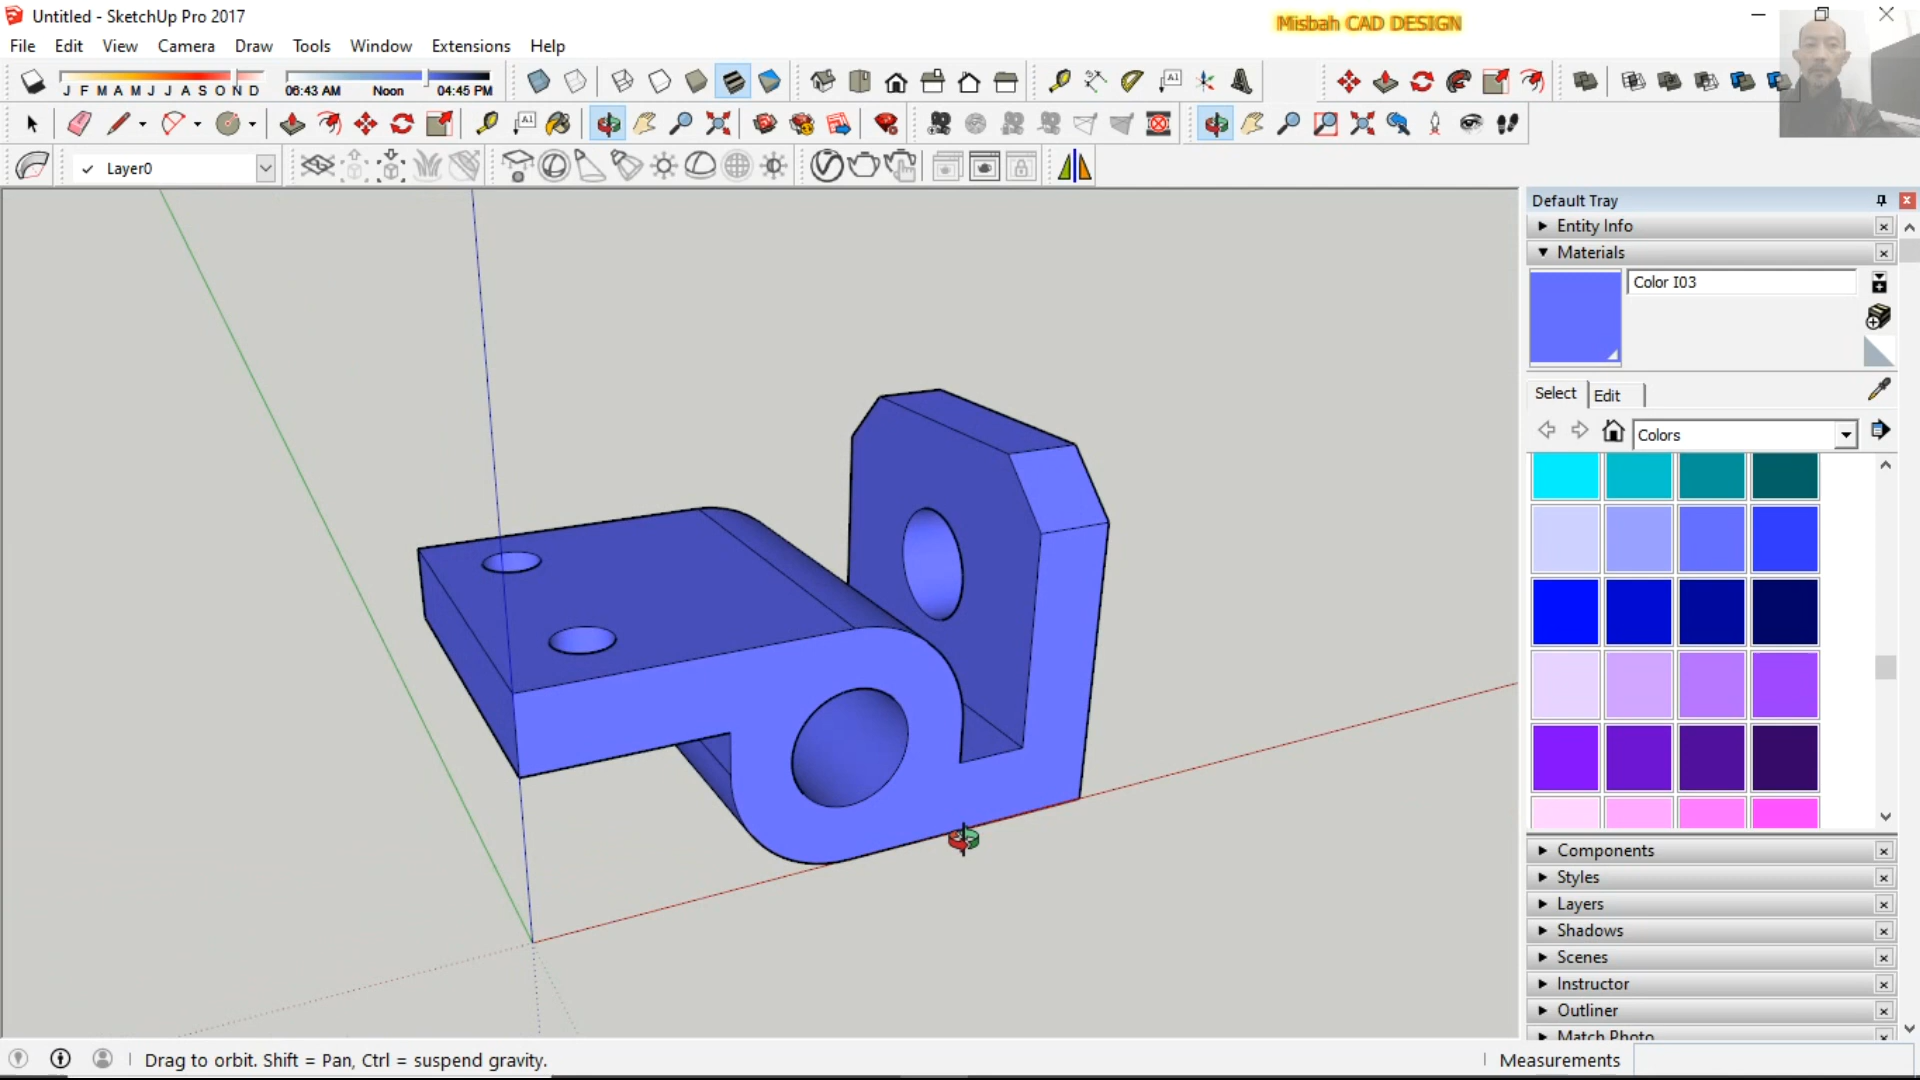 Untitled - SketchUp Pro 2017
Misbah CAD DESIGN
File Edit View Camera Draw Tools Window Extensions Help
J F M A M J J A S O N D
06:43 AM Noon 04:45 PM
A1
A1
✓ Layer0
Default Tray
Entity Info
Materials
Color I03
Select Edit
Colors
Components
Styles
Layers
Shadows
Scenes
Instructor
Outliner
Match Photo
Drag to orbit. Shift = Pan, Ctrl = suspend gravity.
Measurements